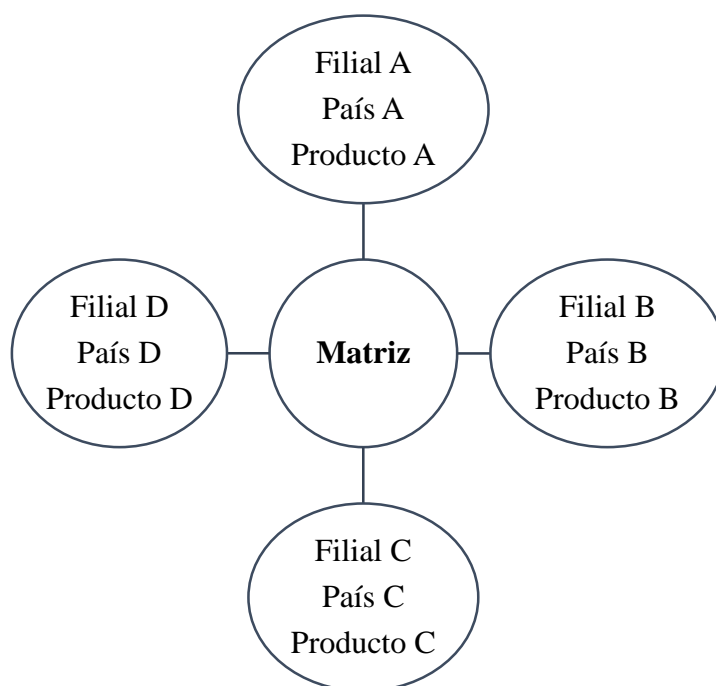 Filial A
País A
Producto A
Filial D
País D
Producto D
Matriz
Filial B
País B
Producto B
Filial C
País C
Producto C